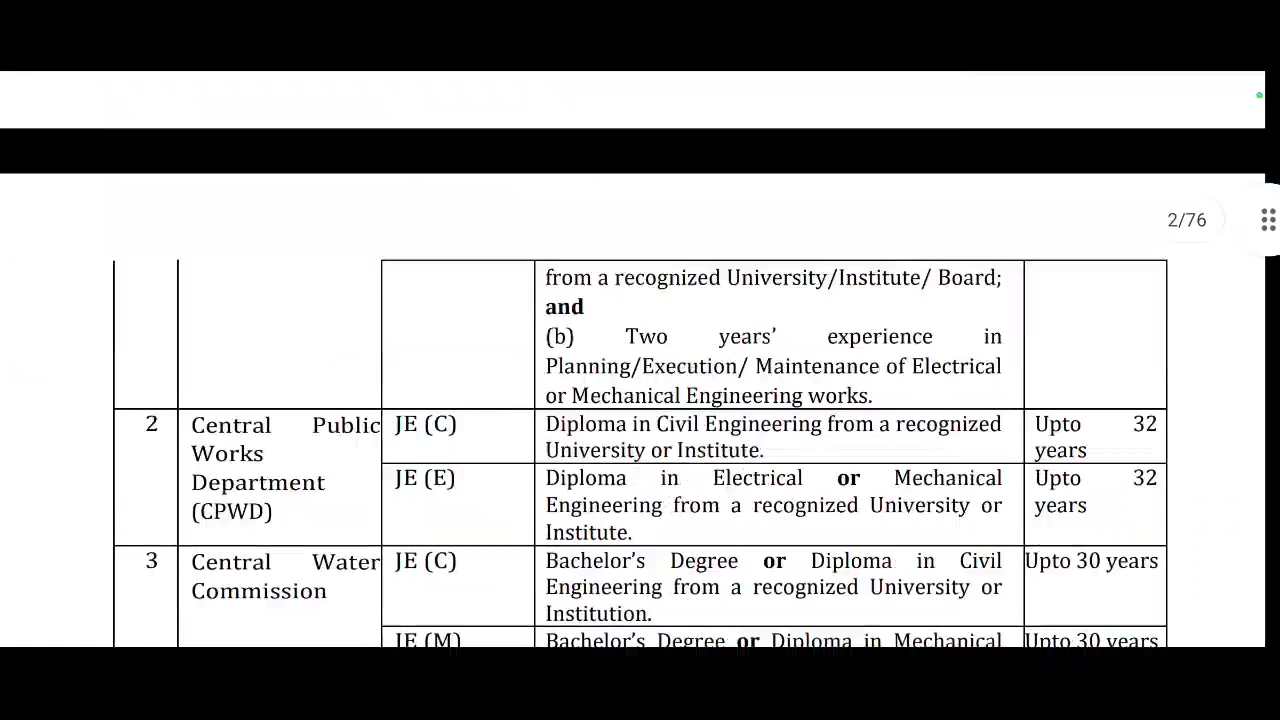 2/76
from a recognized University/Institute/ Board;
and
(b) Two years’ experience in
Planning/Execution/ Maintenance of Electrical
or Mechanical Engineering works.
2 Central Public JE (C) Diploma in Civil Engineering from a recognized Upto 32
Works University or Institute. years
Department JE (E) Diploma in Electrical or Mechanical Upto 32
(CPWD) Engineering from a recognized University or years
Institute.
3 Central Water JE (C) Bachelor’s Degree or Diploma in Civil Upto 30 years
Commission Engineering from a recognized University or
Institution.
JE (M) Bachelor’s Degree or Diploma in Mechanical Upto 30 years